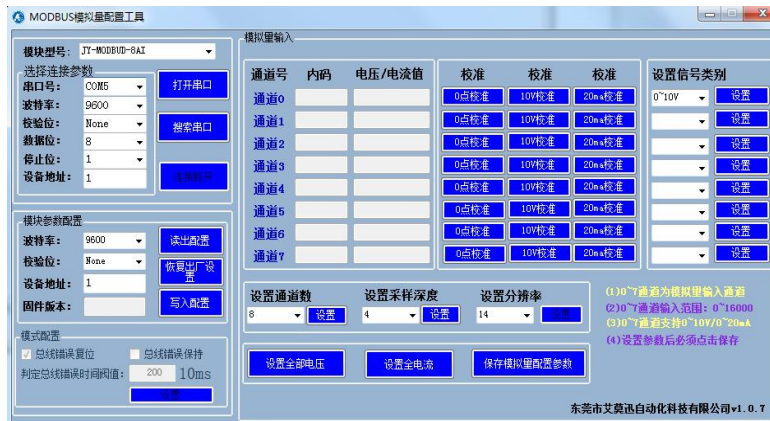 MODBUS模拟量配置工具
模块型号: JY-MODBUD-8AI
选择连接参数
串口号: COM5 打开串口
波特率: 9600
校验位: None 搜索串口
数据位: 8
停止位: 1
设备地址: 1
模块参数配置
波特率: 9600 读出配置
校验位: None 恢复出厂设置
设备地址: 1
固件版本: 写入配置
模式配置
总线错误复位 总线错误保持
判定总线错误时间阀值: 200 10ms
设置
模拟里输入
通道号 内码 电压/电流值 校准 校准 校准 设置信号类别
通道0 0点校准 10V校准 20ma校准 0~10V 设置
通道1 0点校准 10V校准 20ma校准 设置
通道2 0点校准 10V校准 20ma校准 设置
通道3 0点校准 10V校准 20ma校准 设置
通道4 0点校准 10V校准 20ma校准 设置
通道5 0点校准 10V校准 20ma校准 设置
通道6 0点校准 10V校准 20ma校准 设置
通道7 0点校准 10V校准 20ma校准 设置
设置通道数 设置采样深度 设置分辨率
8 设置 4 设置 14 设置
(1)0~7通道为模拟里输入通道
(2)0~7通道输入范围: 0~16000
(3)0~7通道支持0~10V/0~20mA
(4)设置参数后必须点击保存
设置全部电压 设置全电流 保存模拟量配置参数
东莞市艾莫迅自动化科技有限公司v1.0.7